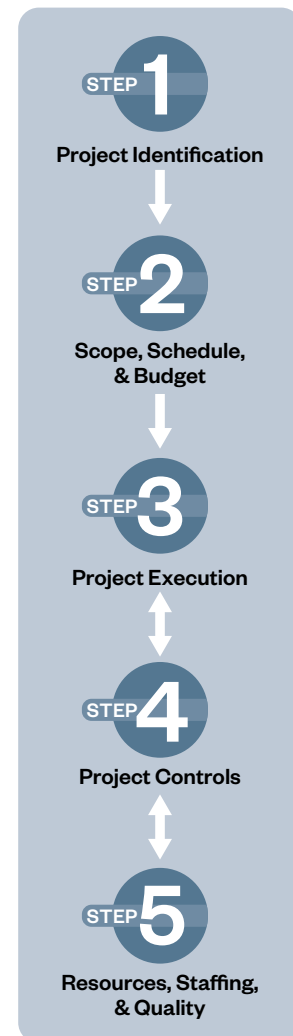 STEP 1
Project Identification
STEP 2
Scope, Schedule,
& Budget
STEP 3
Project Execution
STEP 4
Project Controls
STEP 5
Resources, Staffing,
& Quality